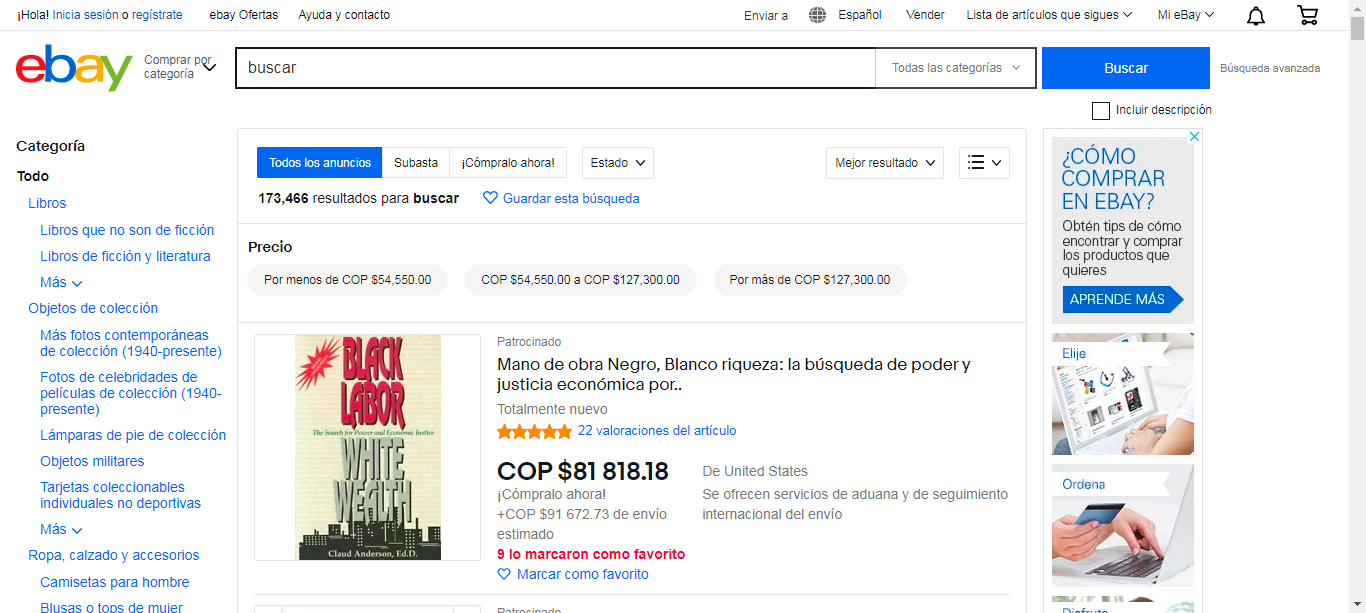 ¡Hola! Inicia sesión o regístrate
ebay Ofertas
Ayuda y contacto
Enviar a
Español
Vender
Lista de artículos que sigues
Mi eBay
ebay
Comprar por
categoría
buscar
Todas las categorías
Buscar
Búsqueda avanzada
Incluir descripción
Categoría
Todo
Libros
Libros que no son de ficción
Libros de ficción y literatura
Más
Objetos de colección
Más fotos contemporáneas
de colección (1940-presente)
Fotos de celebridades de
películas de colección (1940-
presente)
Lámparas de pie de colección
Objetos militares
Tarjetas coleccionables
individuales no deportivas
Más
Ropa, calzado y accesorios
Camisetas para hombre
Blusas o tops de mujer
Todos los anuncios
Subasta
¡Cómpralo ahora!
Estado
Mejor resultado
173,466 resultados para buscar
Guardar esta búsqueda
Precio
Por menos de COP $54,550.00
COP $54,550.00 a COP $127,300.00
Por más de COP $127,300.00
BLACK
LABOR
The Search for Power and Economic Justice
WHITE
WEALTH
Claud Anderson, Ed.D.
Patrocinado
Mano de obra Negro, Blanco riqueza: la búsqueda de poder y
justicia económica por..
Totalmente nuevo
22 valoraciones del artículo
COP $81 818.18
¡Cómpralo ahora!
+COP $91 672.73 de envío
estimado
9 lo marcaron como favorito
Marcar como favorito
De United States
Se ofrecen servicios de aduana y de seguimiento
internacional del envío
Patrocinado
¿CÓMO
COMPRAR
EN EBAY?
Obtén tips de cómo
encontrar y comprar
los productos que
quieres
APRENDE MÁS
Elije
Ordena
Disfruta